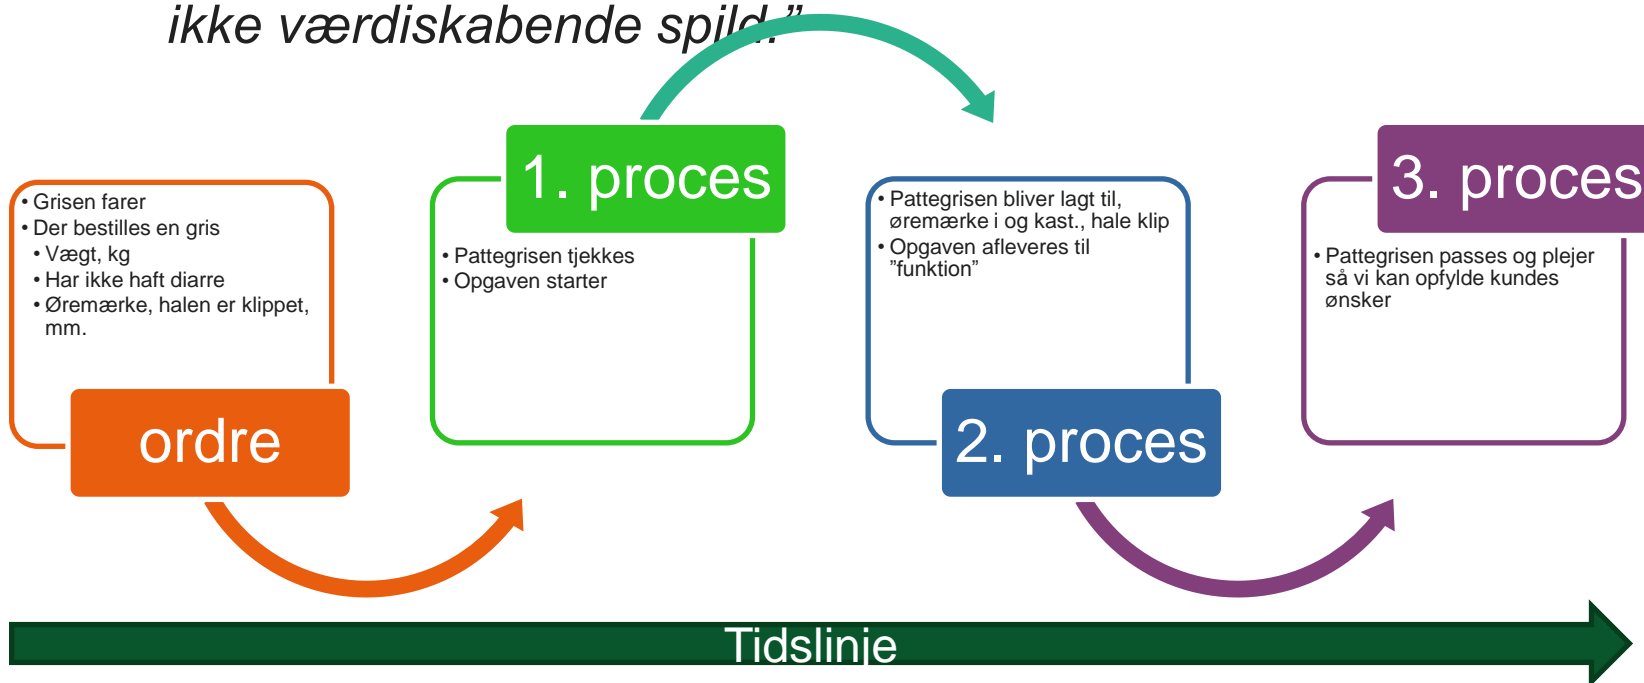 ikke værdiskabende spild.”
• Grisen farer
• Der bestilles en gris
• Vægt, kg
• Har ikke haft diarre
• Øremærke, halen er klippet,
mm.
ordre
1. proces
• Pattegrisen tjekkes
• Opgaven starter
• Pattegrisen bliver lagt til,
øremærke i og kast., hale klip
• Opgaven afleveres til
”funktion”
2. proces
3. proces
• Pattegrisen passes og plejer
så vi kan opfylde kundes
ønsker
Tidslinje